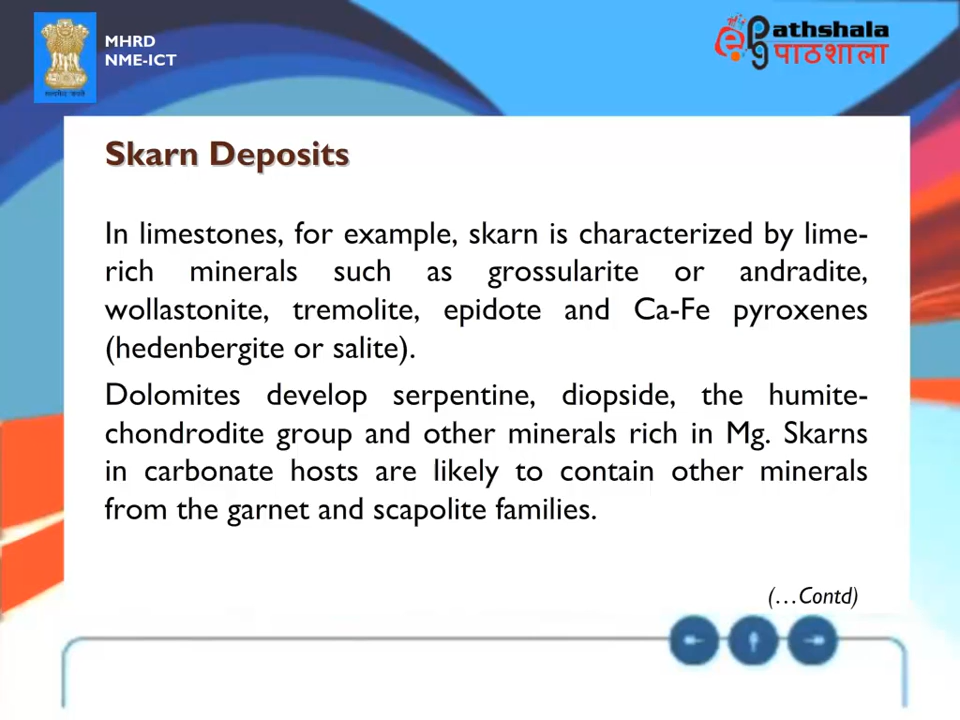 MHRD
NME-ICT
ePathshala
पाठशाला
Skarn Deposits
In limestones, for example, skarn is characterized by lime-
rich minerals such as grossularite or andradite,
wollastonite, tremolite, epidote and Ca-Fe pyroxenes
(hedenbergite or salite).
Dolomites develop serpentine, diopside, the humite-
chondrodite group and other minerals rich in Mg. Skarns
in carbonate hosts are likely to contain other minerals
from the garnet and scapolite families.
(…Contd)